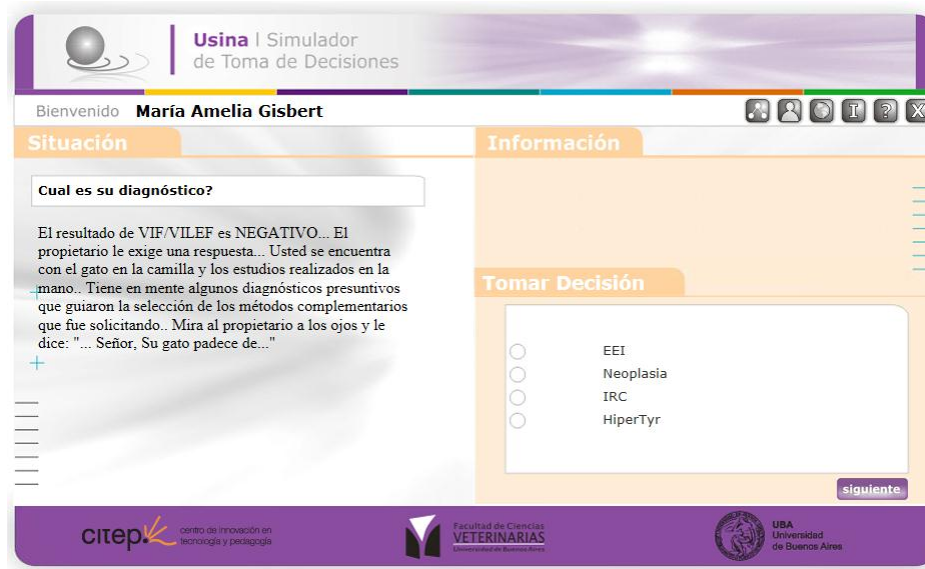 Usina | Simulador
de Toma de Decisiones
Bienvenido María Amelia Gisbert
I ? X
Situación
Cual es su diagnóstico?
El resultado de VIF/VILEF es NEGATIVO... El
propietario le exige una respuesta... Usted se encuentra
con el gato en la camilla y los estudios realizados en la
mano.. Tiene en mente algunos diagnósticos presuntivos
que guiaron la selección de los métodos complementarios
que fue solicitando.. Mira al propietario a los ojos y le
dice: "... Señor, Su gato padece de..."
Información
Tomar Decisión
EEI
Neoplasia
IRC
HiperTyr
siguiente
citep
centro de innovación en
tecnología y pedagogía
Facultad de Ciencias
VETERINARIAS
Universidad de Buenos Aires
UBA
Universidad
de Buenos Aires